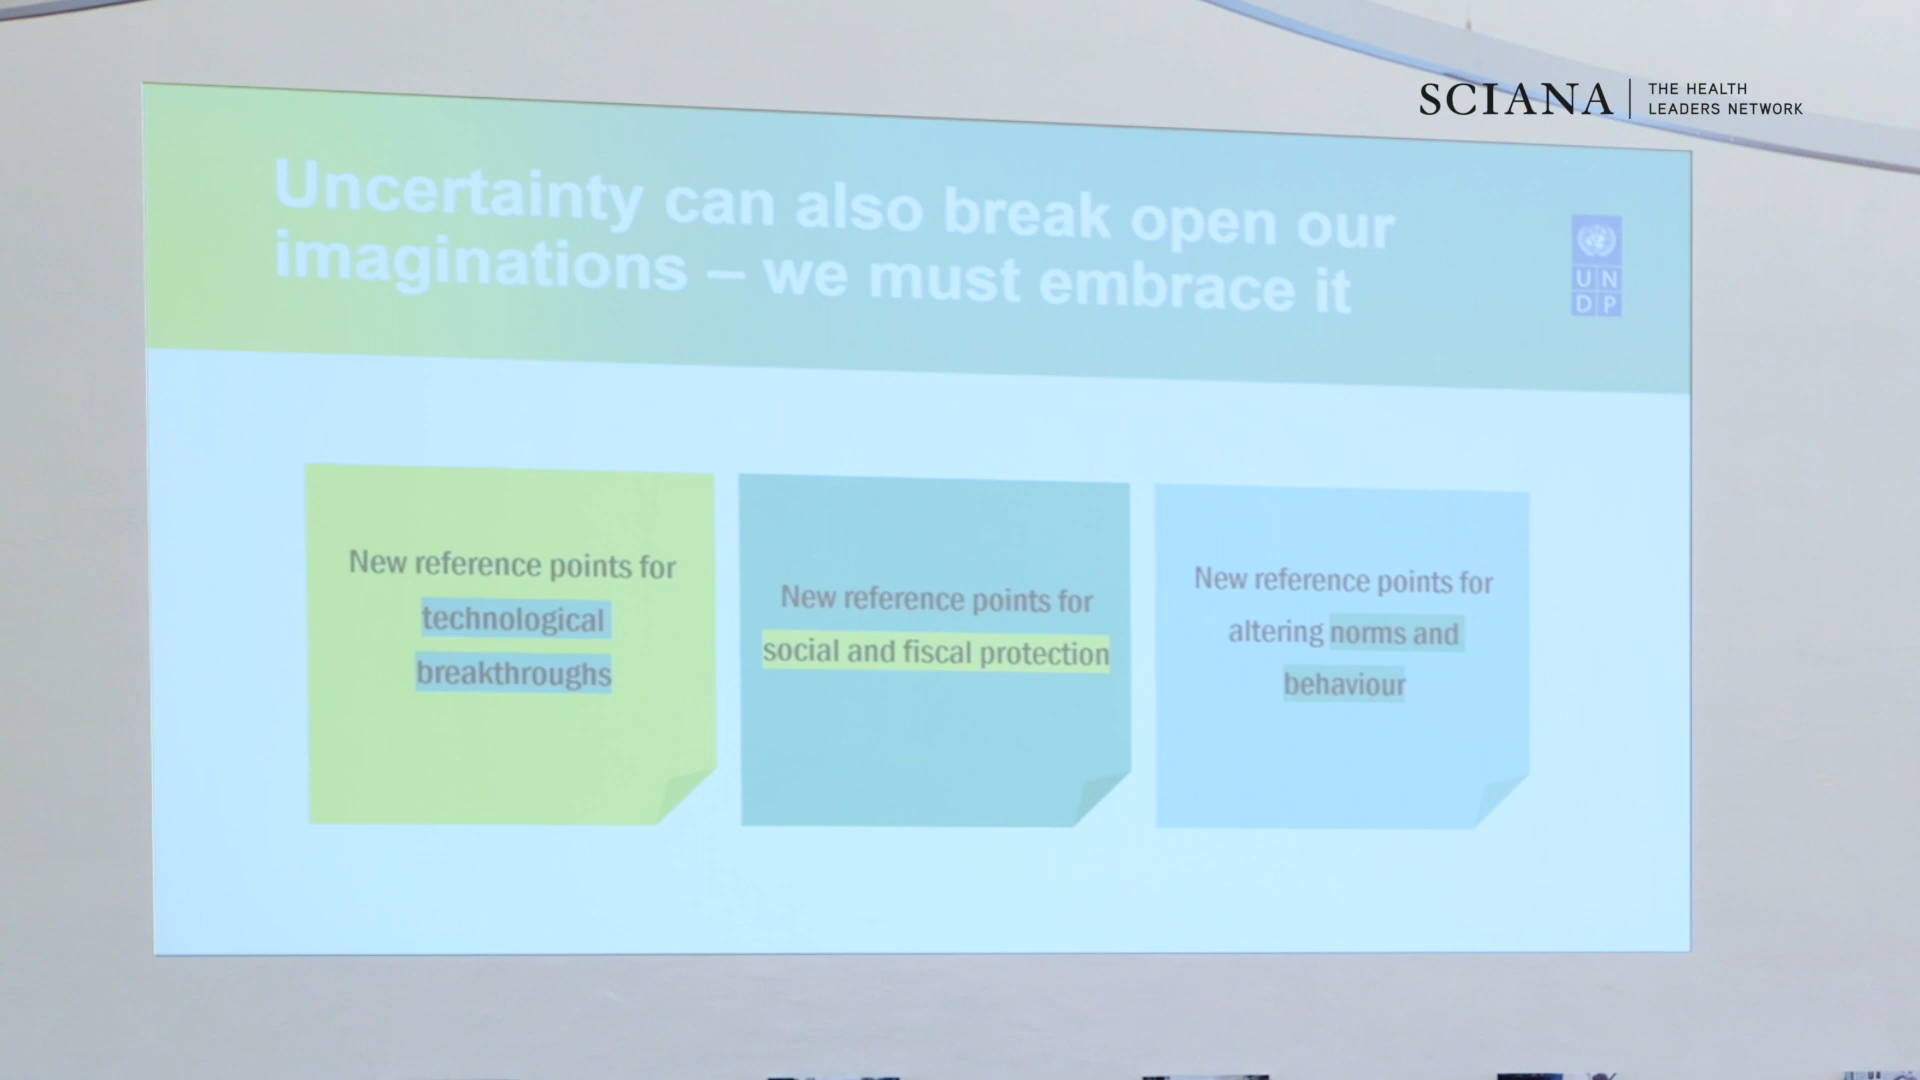 SCIANA
THE HEALTH
LEADERS NETWORK
Uncertainty can also break open our
imaginations – we must embrace it
U N
D P
New reference points for
technological
breakthroughs
New reference points for
social and fiscal protection
New reference points for
altering norms and
behaviour